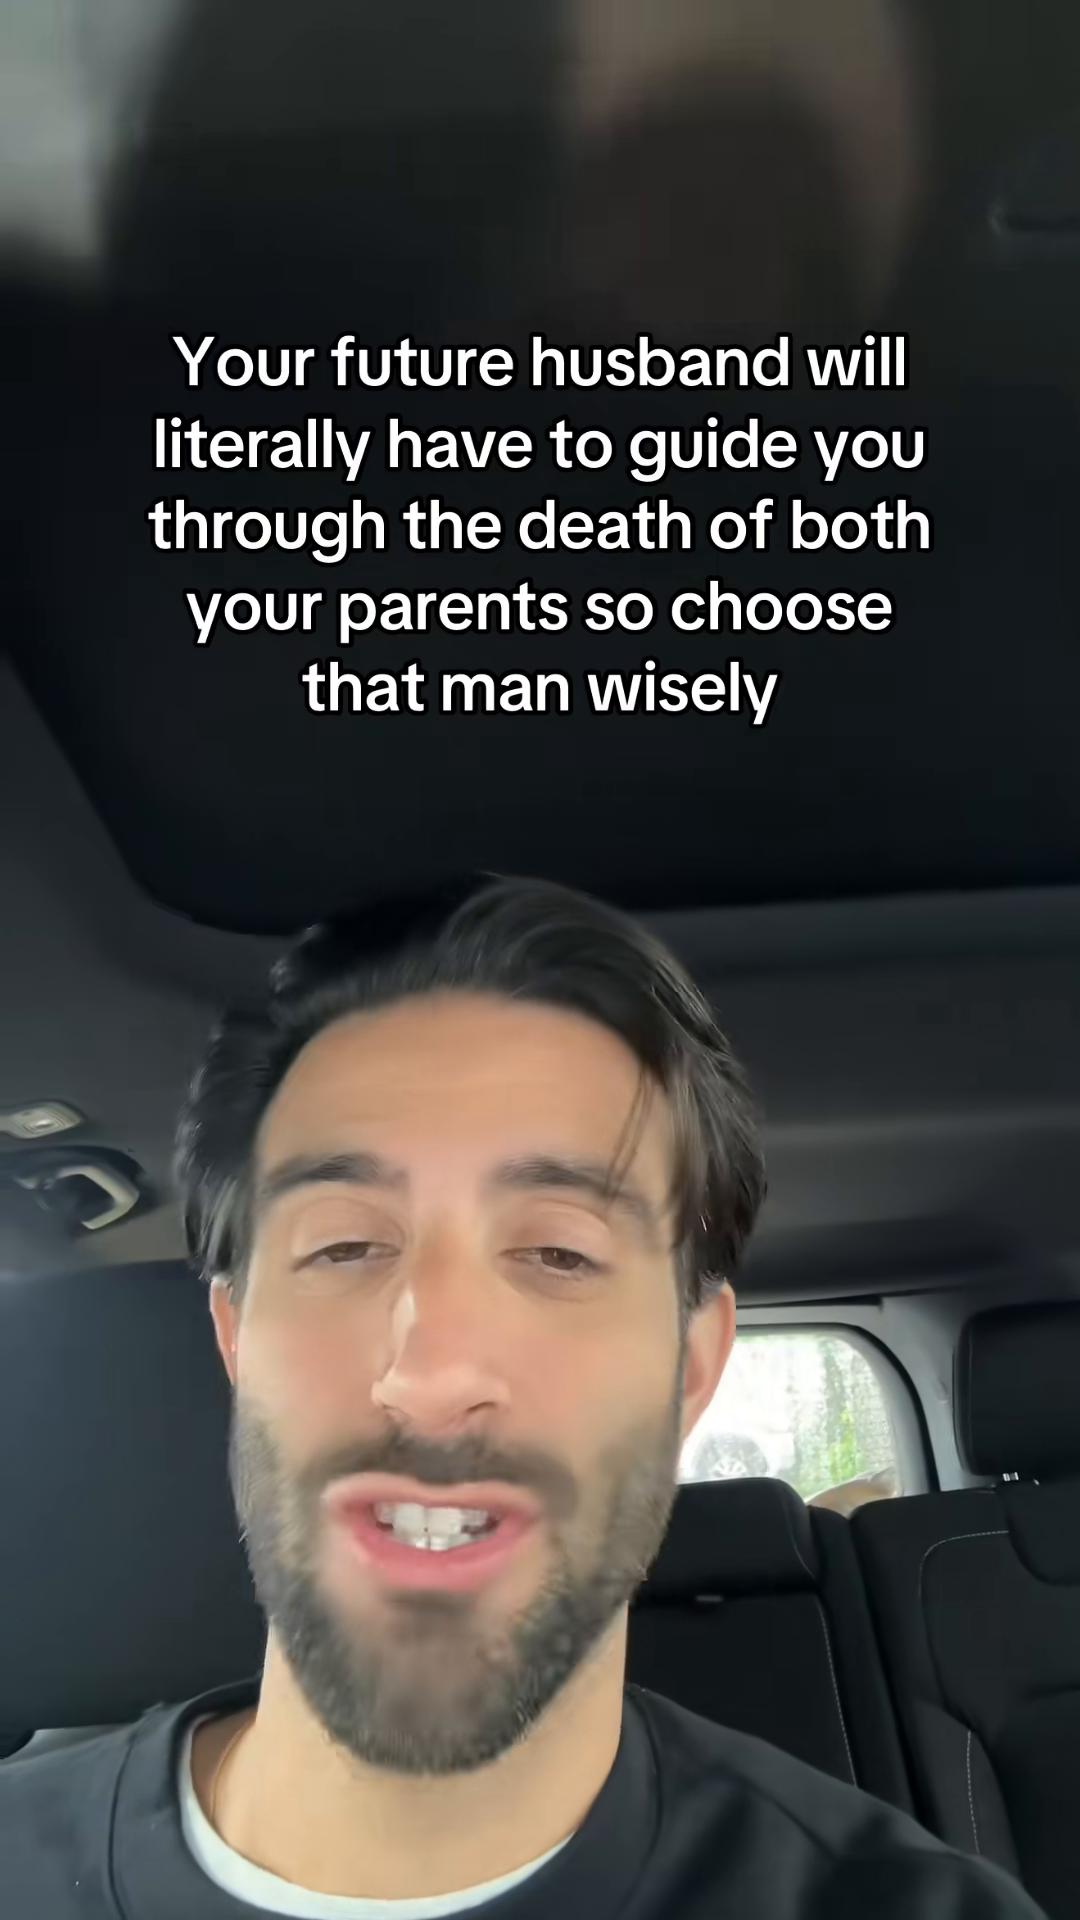 Your future husband will
literally have to guide you
through the death of both
your parents so choose
that man wisely